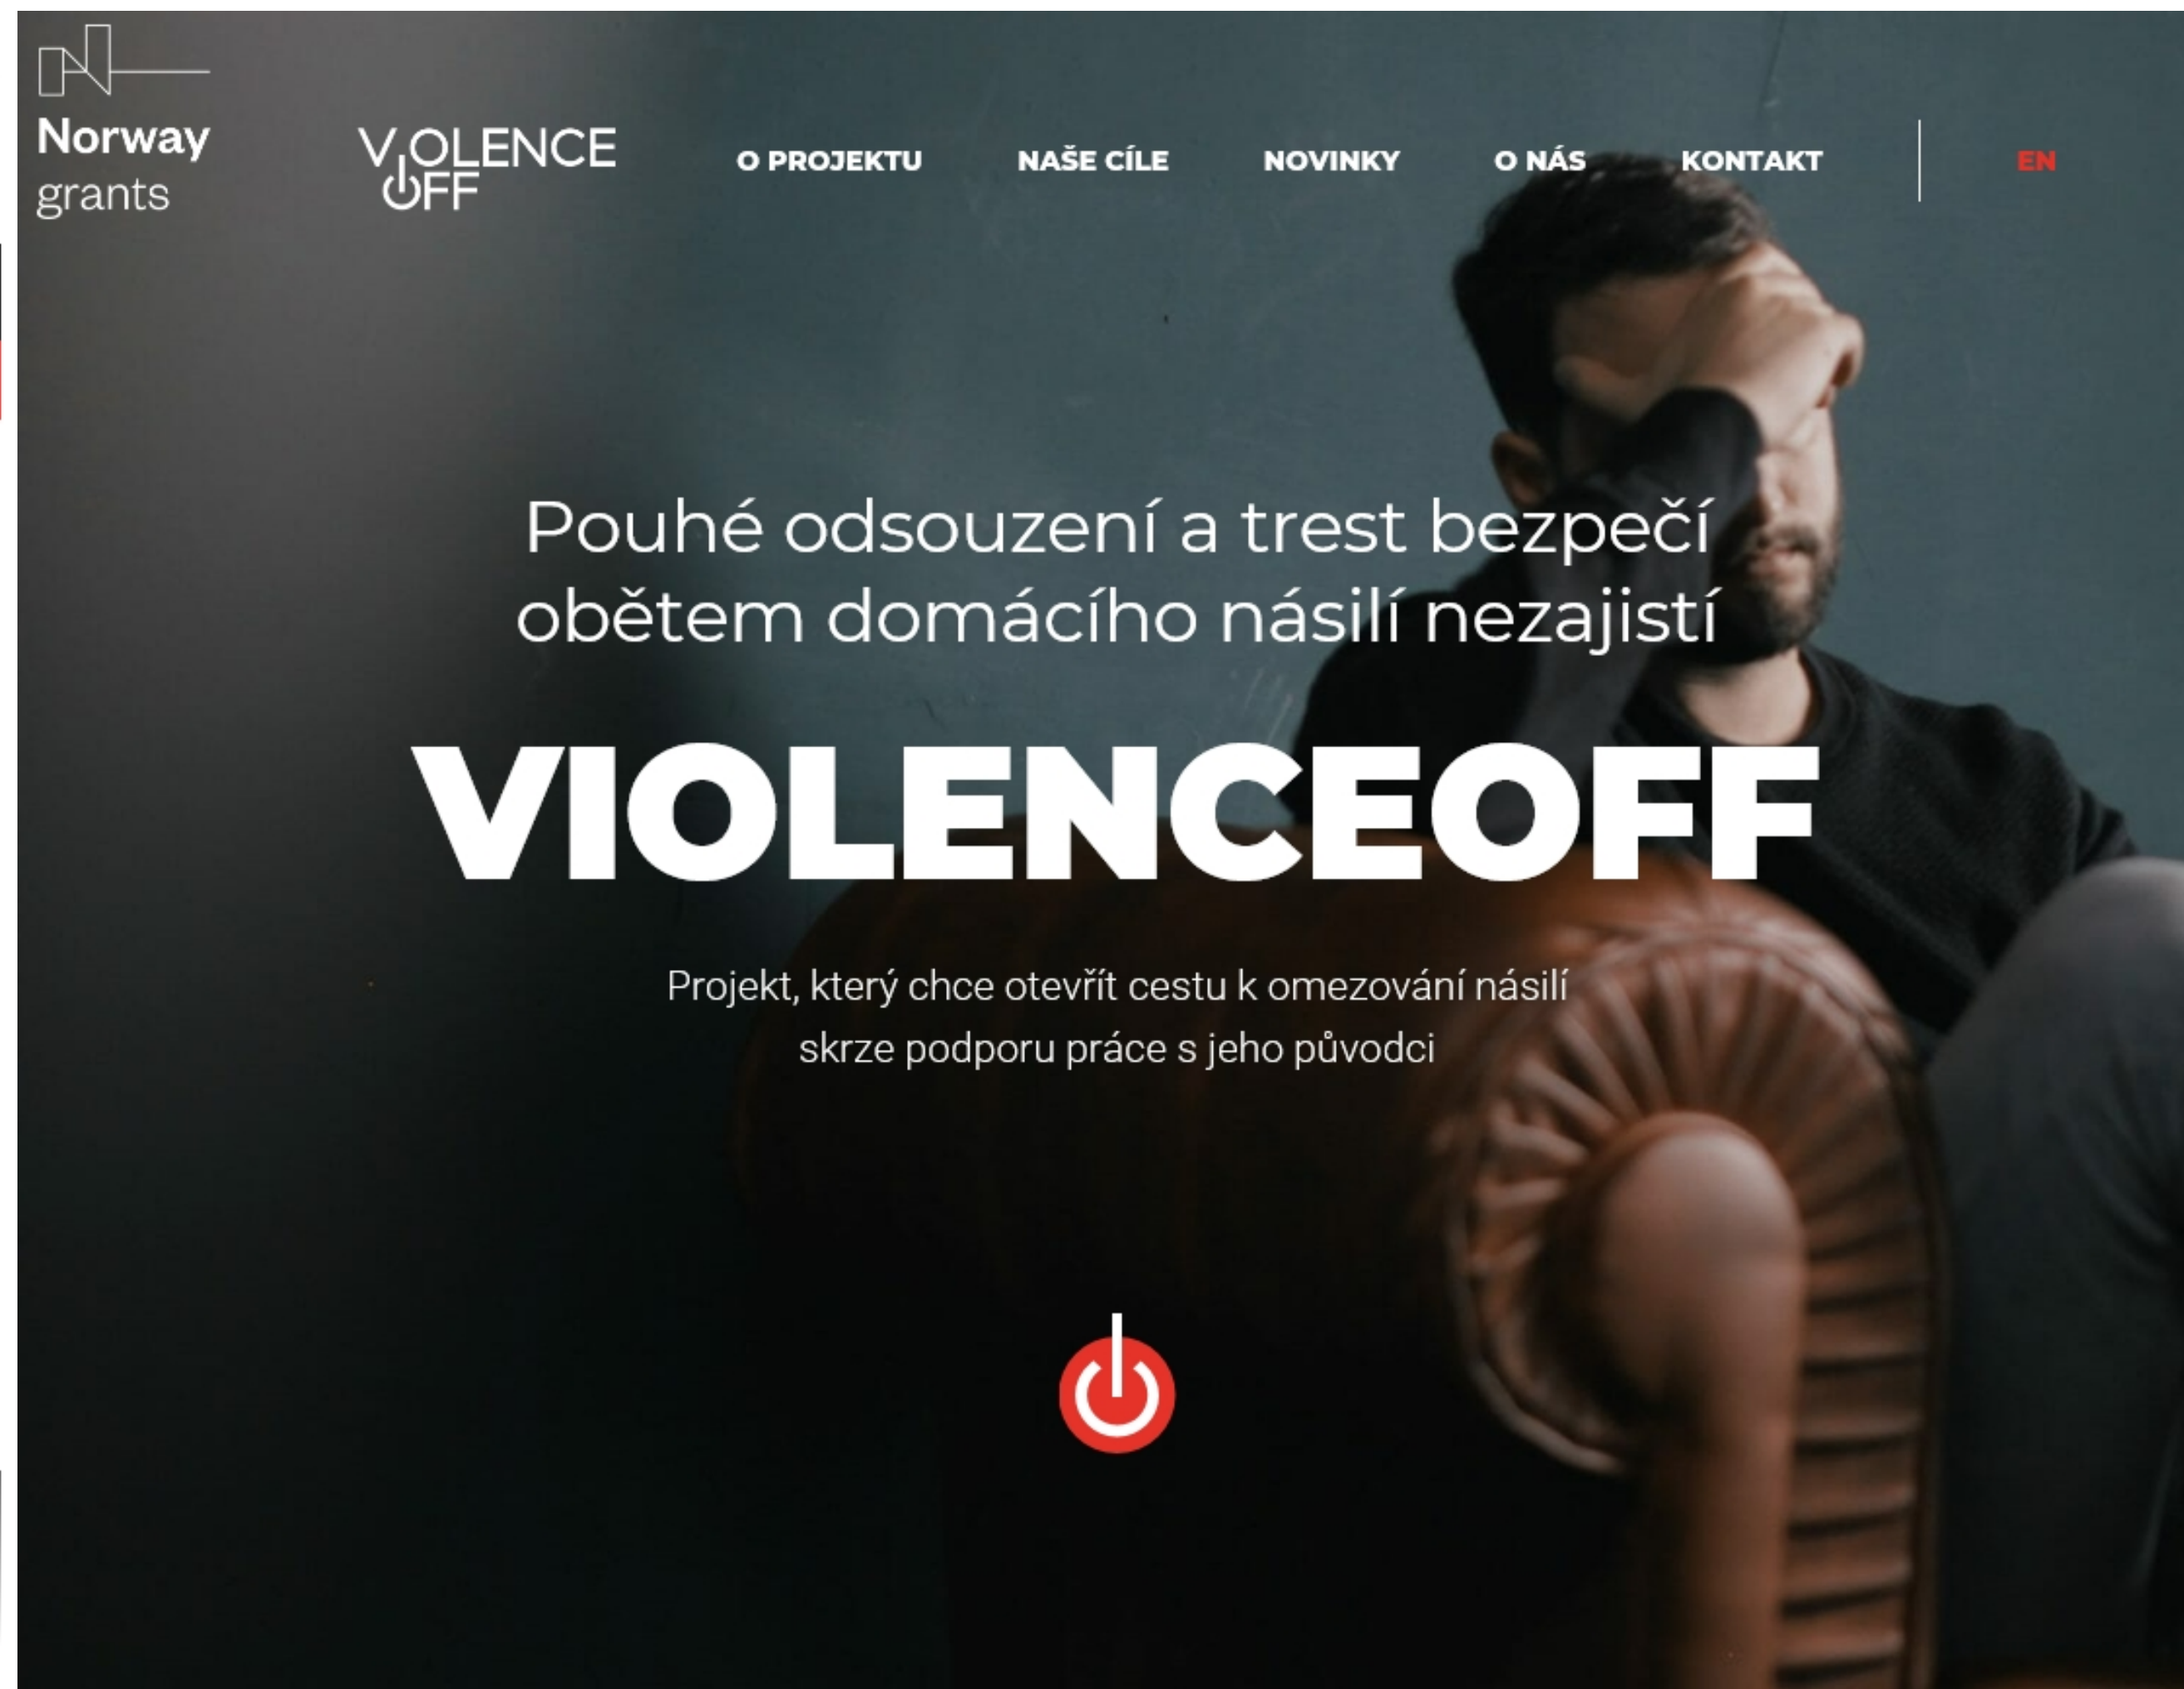 Norway
grants
VIOLENCE
OFF
O PROJEKTU
NAŠE CÍLE
NOVINKY
O NÁS
KONTAKT
EN
Pouhé odsouzení a trest bezpečí
obětem domácího násilí nezajistí
VIOLENCEOFF
Projekt, který chce otevřít cestu k omezování násilí
skrze podporu práce s jeho původci